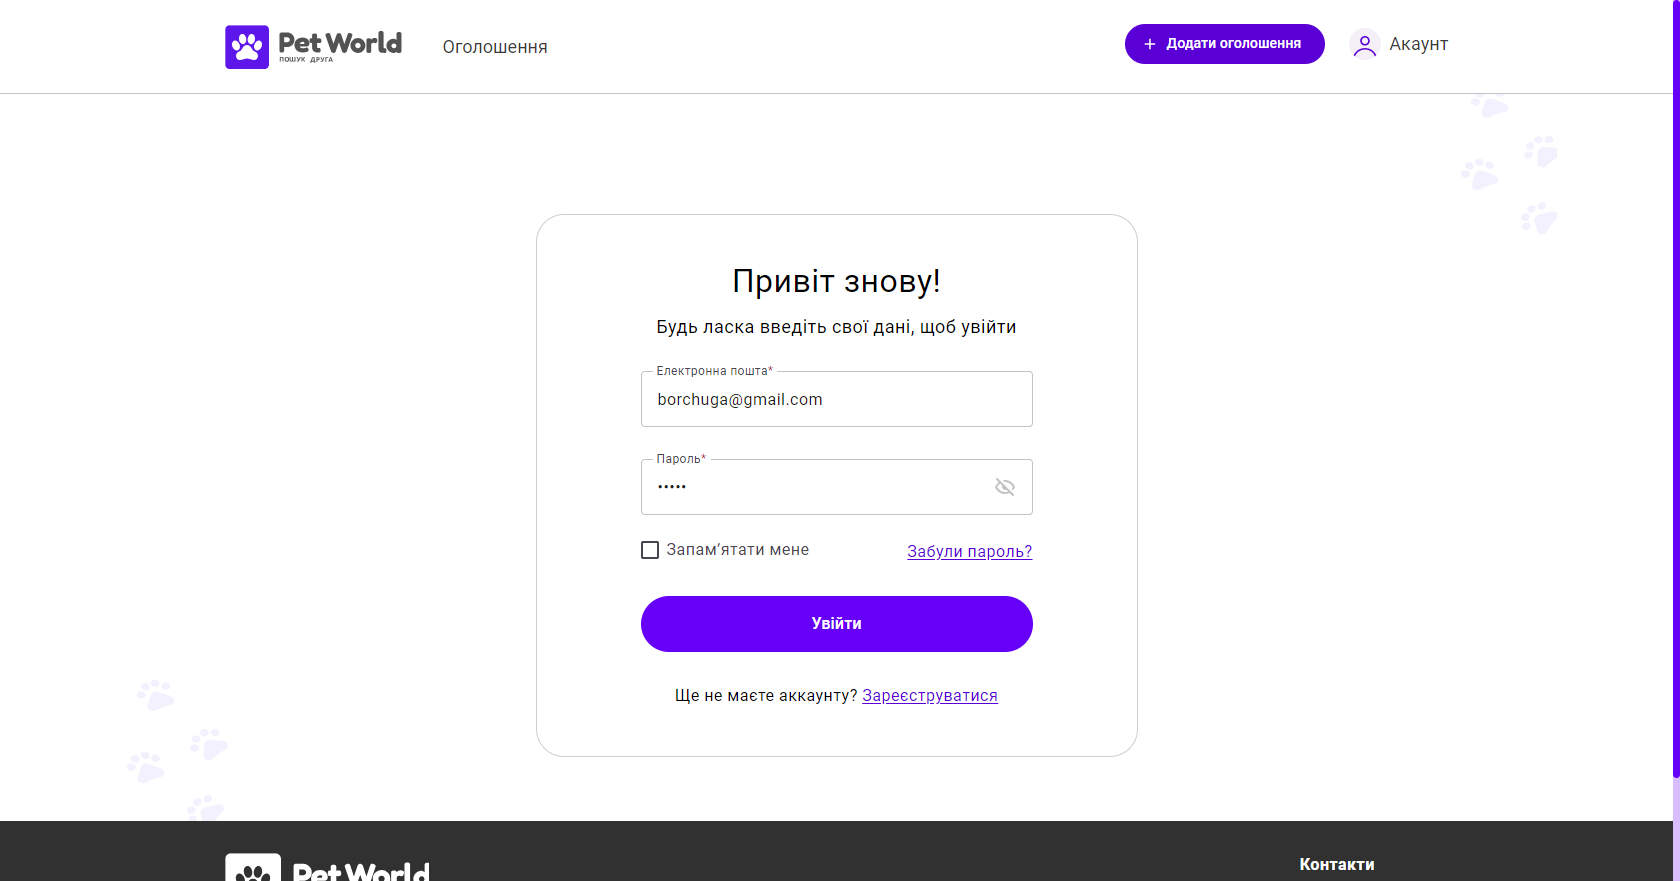 Pet World
ПОШУК ДРУГА
Оголошення
+ Додати оголошення
Акаунт
Привіт знову!
Будь ласка введіть свої дані, щоб увійти
Електронна пошта*
borchuga@gmail.com
Пароль*
•••••
Запам’ятати мене
Забули пароль?
Увійти
Ще не маєте аккаунту? Зареєструватися
Pet World
Контакти